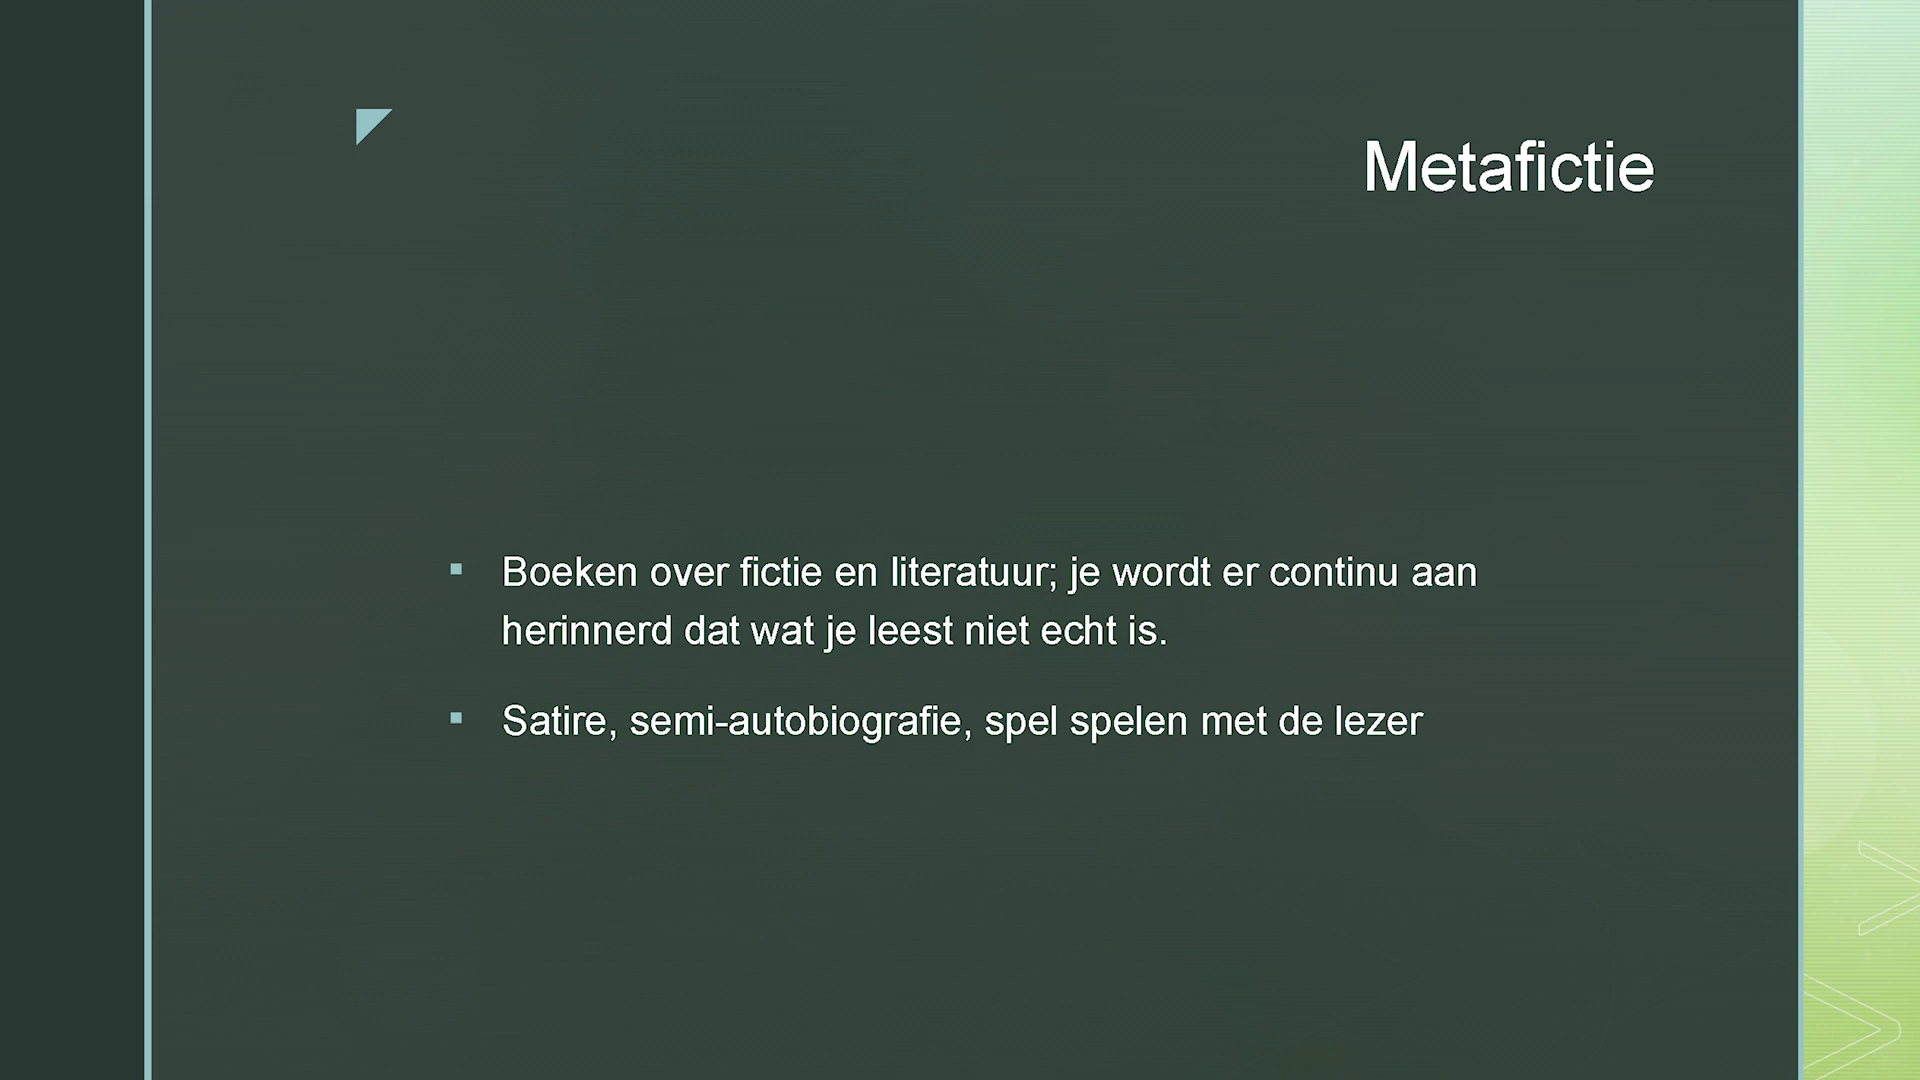 Metafictie
Boeken over fictie en literatuur; je wordt er continu aan
herinnerd dat wat je leest niet echt is.
Satire, semi-autobiografie, spel spelen met de lezer